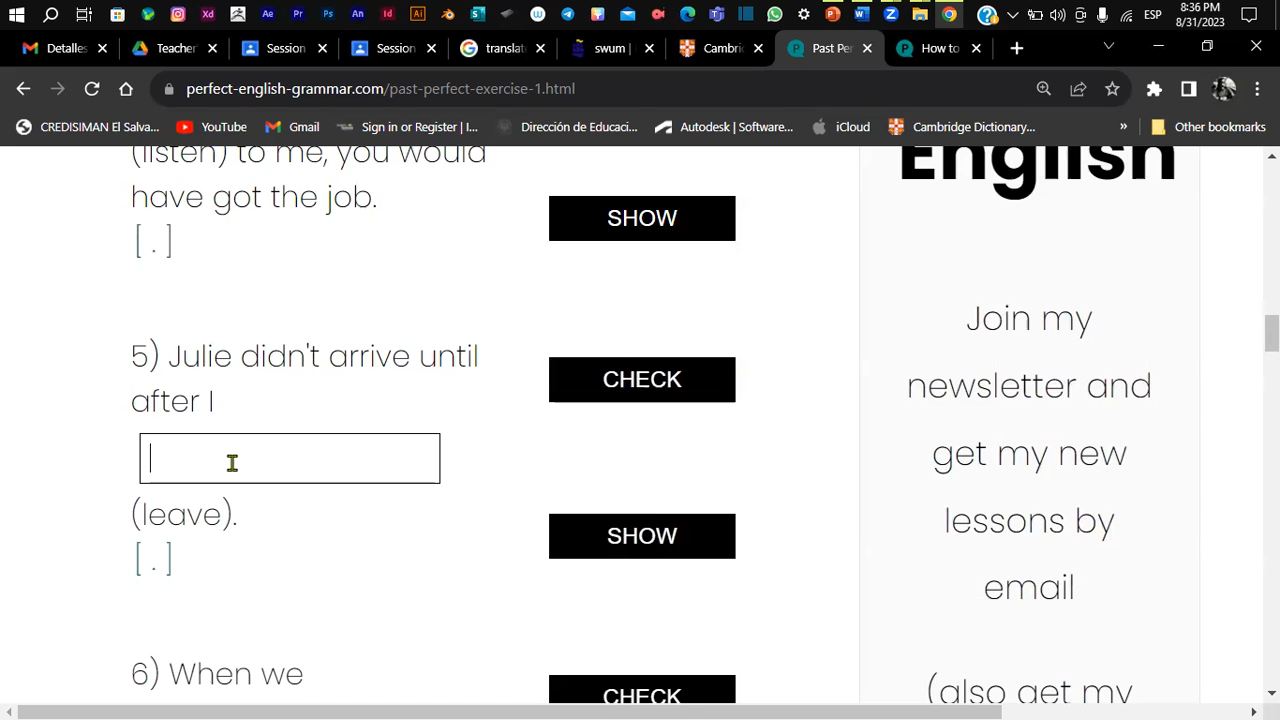 8:36 PM
ESP
8/31/2023
Detalles
Teacher
Session
Session
translate
swum |
Cambric
Past Per
How to
perfect-english-grammar.com/past-perfect-exercise-1.html
CREDISIMAN El Salva...
YouTube
Gmail
Sign in or Register | I...
Dirección de Educaci...
Autodesk | Software...
iCloud
Cambridge Dictionary...
»
Other bookmarks
(listen) to me, you would
have got the job.
[ . ]
SHOW
5) Julie didn't arrive until
after I
CHECK
(leave).
[ . ]
SHOW
6) When we
CHECK
English
Join my
newsletter and
get my new
lessons by
email
(also get my